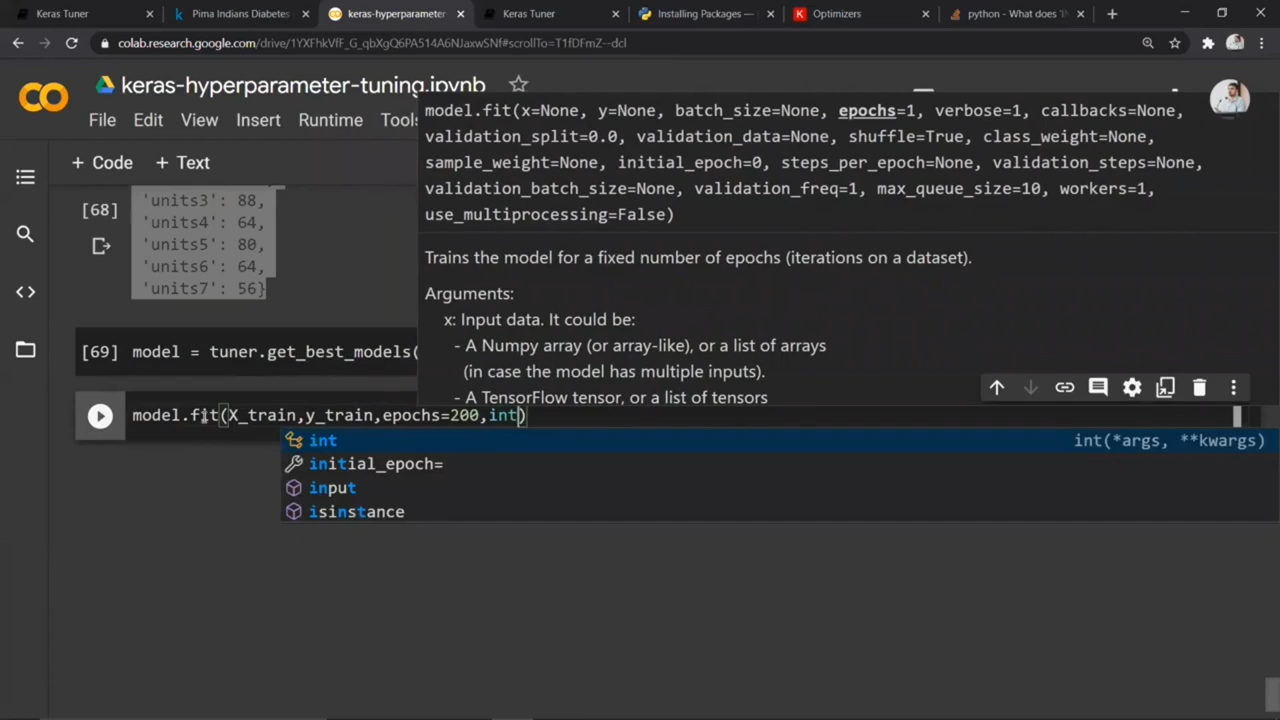 Keras Tuner
Pima Indians Diabetes
keras-hyperparameter
Keras Tuner
Installing Packages —
Optimizers
python - What does '
colab.research.google.com/drive/1YXFhkVfF_G_qbXgQ6PA514A6NJaxwSNf#scrollTo=T1fDFmZ--dcl
keras-hyperparameter-tuning.ipynb
File Edit View Insert Runtime Tools
+ Code + Text
model.fit(x=None, y=None, batch_size=None, epochs=1, verbose=1, callbacks=None,
validation_split=0.0, validation_data=None, shuffle=True, class_weight=None,
sample_weight=None, initial_epoch=0, steps_per_epoch=None, validation_steps=None,
validation_batch_size=None, validation_freq=1, max_queue_size=10, workers=1,
use_multiprocessing=False)
Trains the model for a fixed number of epochs (iterations on a dataset).
Arguments:
x: Input data. It could be:
- A Numpy array (or array-like), or a list of arrays
(in case the model has multiple inputs).
- A TensorFlow tensor, or a list of tensors
[68]
'units3': 88,
'units4': 64,
'units5': 80,
'units6': 64,
'units7': 56}
[69] model = tuner.get_best_models(
model.fit(X_train,y_train,epochs=200,int)
int int(*args, **kwargs)
initial_epoch=
input
isinstance